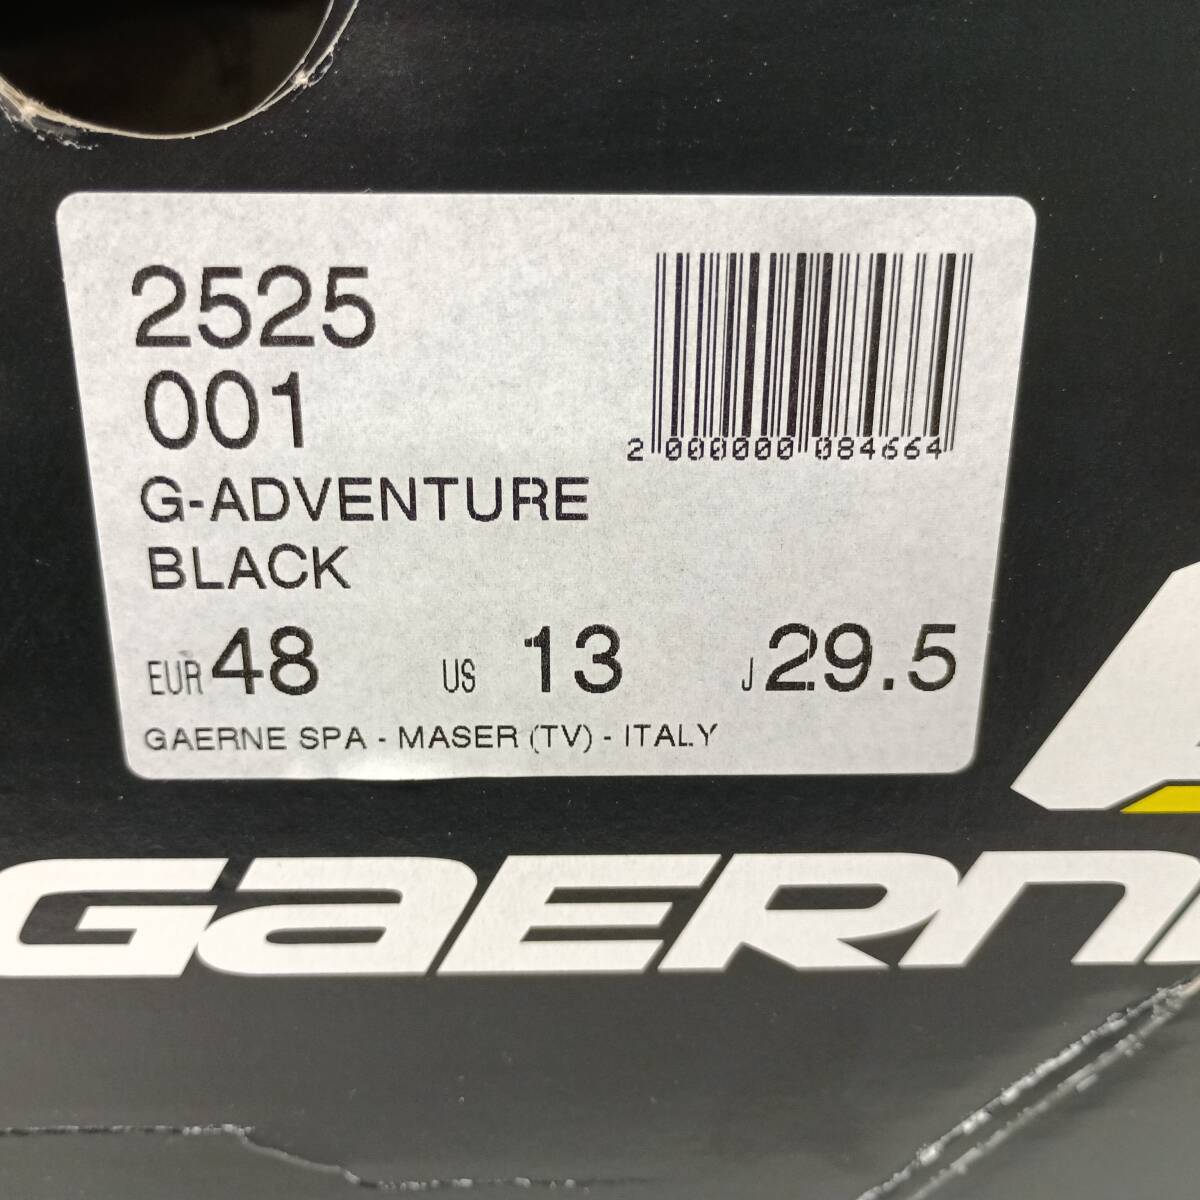 2525
001
2 000000 084664
G-ADVENTURE
BLACK
EUR 48 US 13 J 29.5
GAERNE SPA - MASER (TV) - ITALY
GAERN